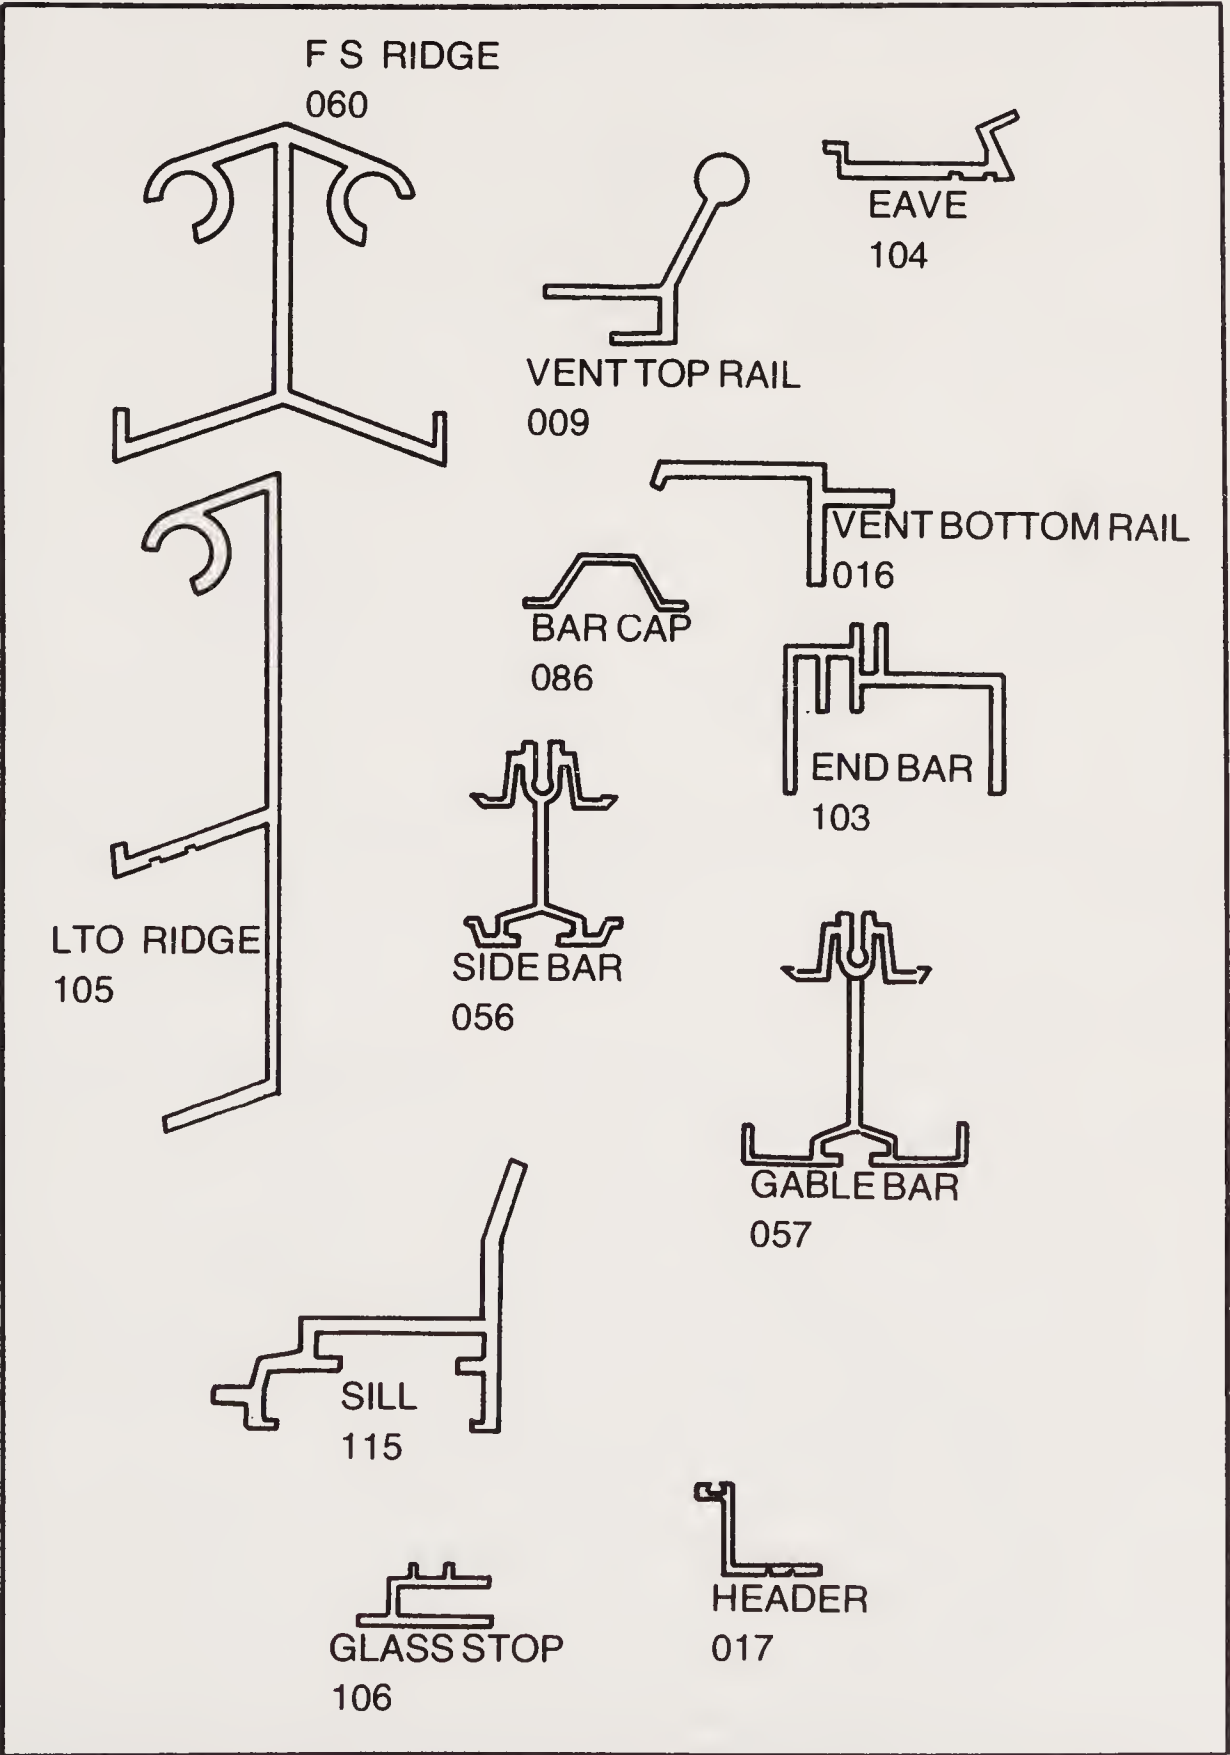 F S RIDGE
060
EAVE
104
VENT TOP RAIL
009
VENT BOTTOM RAIL
016
BAR CAP
086
END BAR
103
LTO RIDGE
105
SIDE BAR
056
GABLE BAR
057
SILL
115
HEADER
017
GLASS STOP
106